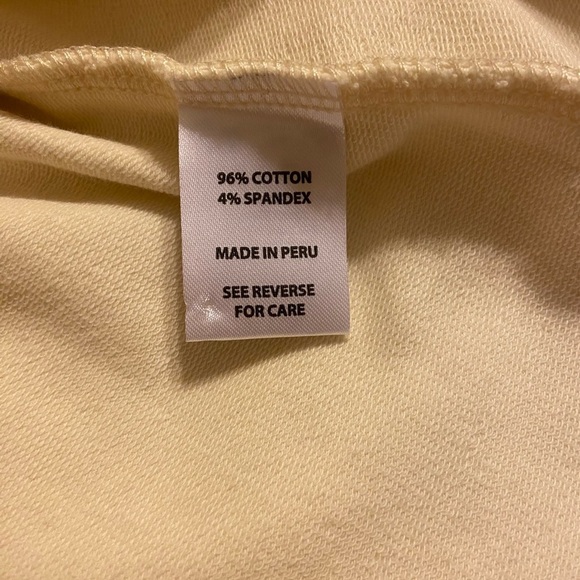 96% COTTON
4% SPANDEX
MADE IN PERU
SEE REVERSE
FOR CARE